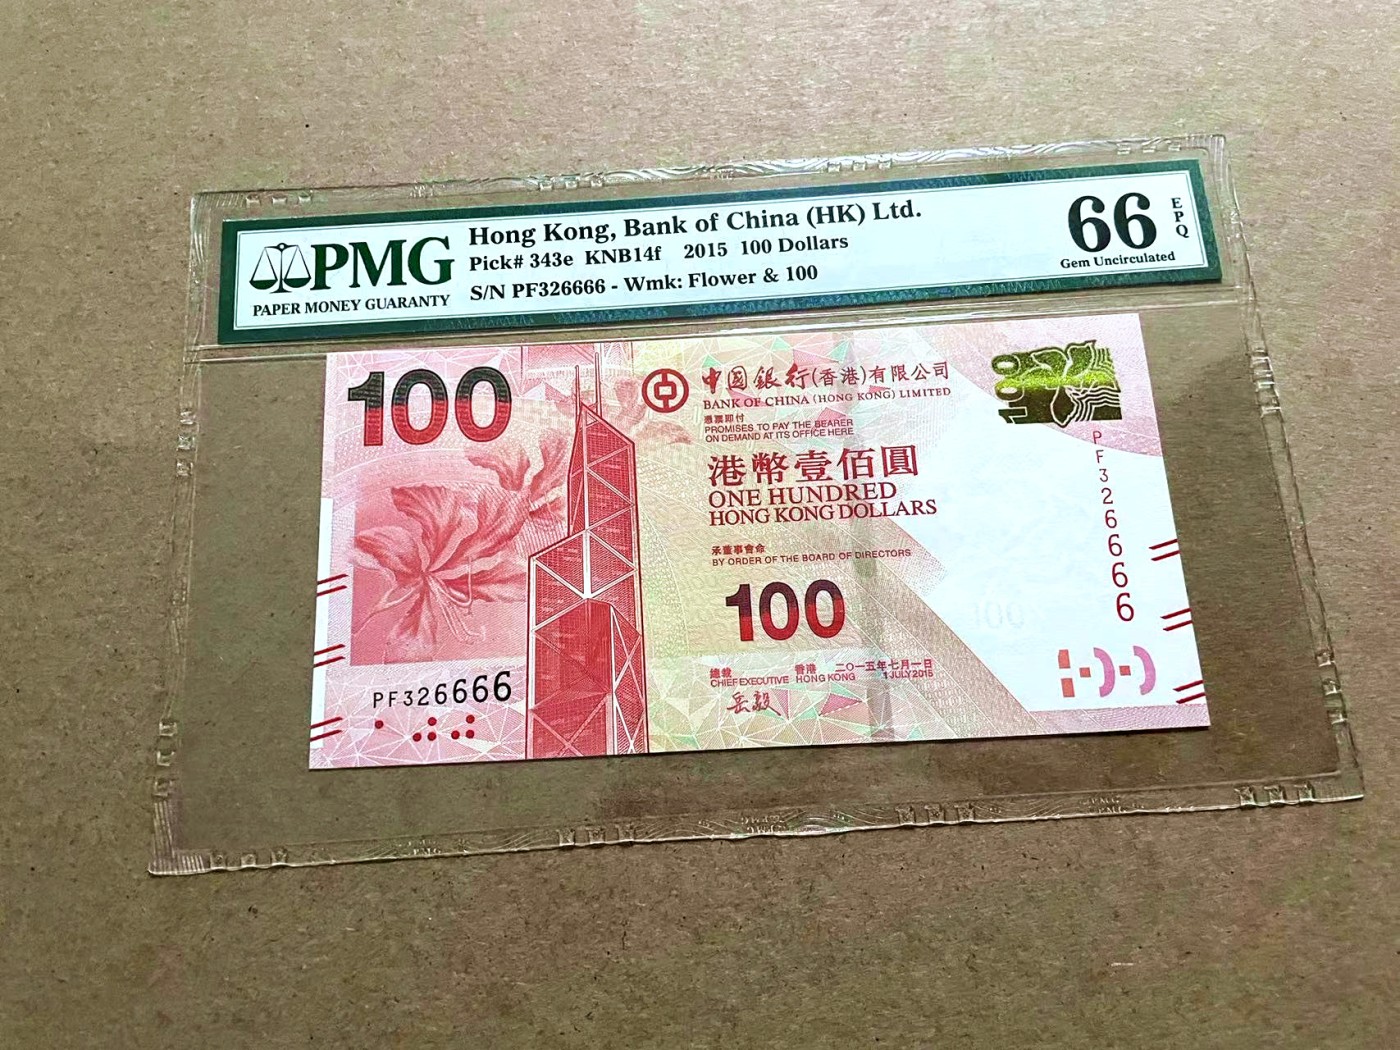 PMG
PAPER MONEY GUARANTY
Hong Kong, Bank of China (HK) Ltd.
Pick# 343e KNB14f 2015 100 Dollars
S/N PF326666 - Wmk: Flower & 100
66
EPQ
Gem Uncirculated
100
中國銀行(香港)有限公司
BANK OF CHINA (HONG KONG) LIMITED
憑票即付
PROMISES TO PAY THE BEARER
ON DEMAND AT ITS OFFICE HERE
港幣壹佰圓
ONE HUNDRED
HONG KONG DOLLARS
承董事會命
BY ORDER OF THE BOARD OF DIRECTORS
100
100
總裁 香港 二〇一五年七月一日
CHIEF EXECUTIVE HONG KONG 1 JULY 2015
岳毅
PF326666
PF326666